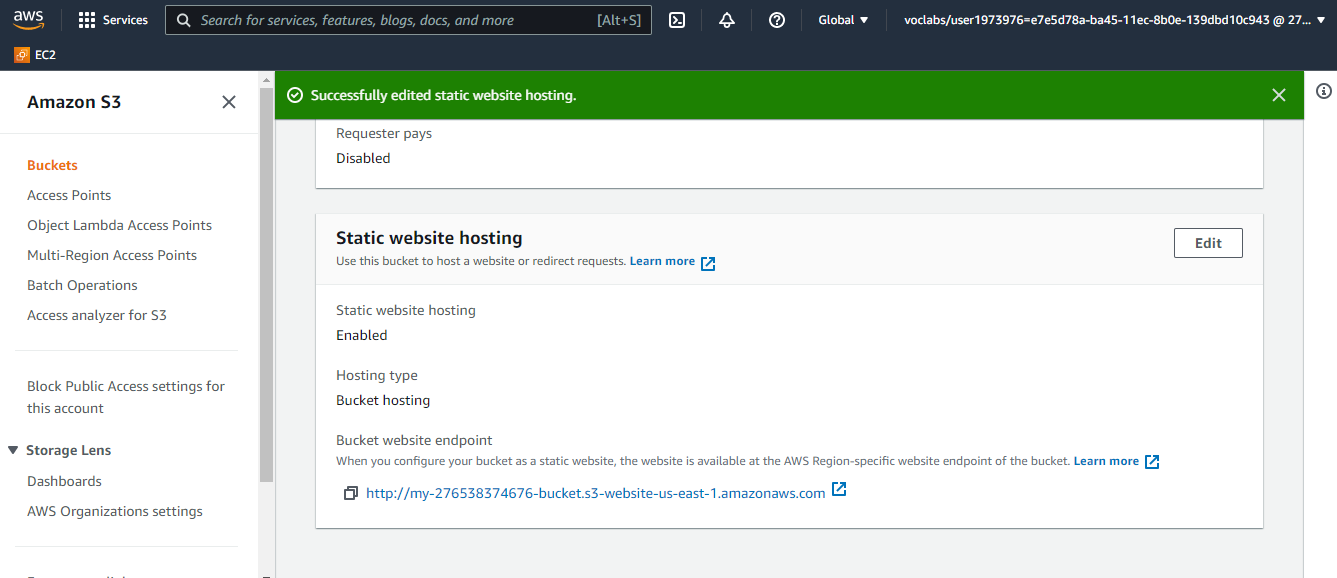 aws
Services
Search for services, features, blogs, docs, and more
[Alt+S]
Global
voclabs/user1973976=e7e5d78a-ba45-11ec-8b0e-139dbd10c943 @ 27...
EC2
Amazon S3
Buckets
Access Points
Object Lambda Access Points
Multi-Region Access Points
Batch Operations
Access analyzer for S3
Block Public Access settings for
this account
Storage Lens
Dashboards
AWS Organizations settings
Successfully edited static website hosting.
Requester pays
Disabled
Static website hosting
Edit
Use this bucket to host a website or redirect requests. Learn more
Static website hosting
Enabled
Hosting type
Bucket hosting
Bucket website endpoint
When you configure your bucket as a static website, the website is available at the AWS Region-specific website endpoint of the bucket. Learn more
http://my-276538374676-bucket.s3-website-us-east-1.amazonaws.com